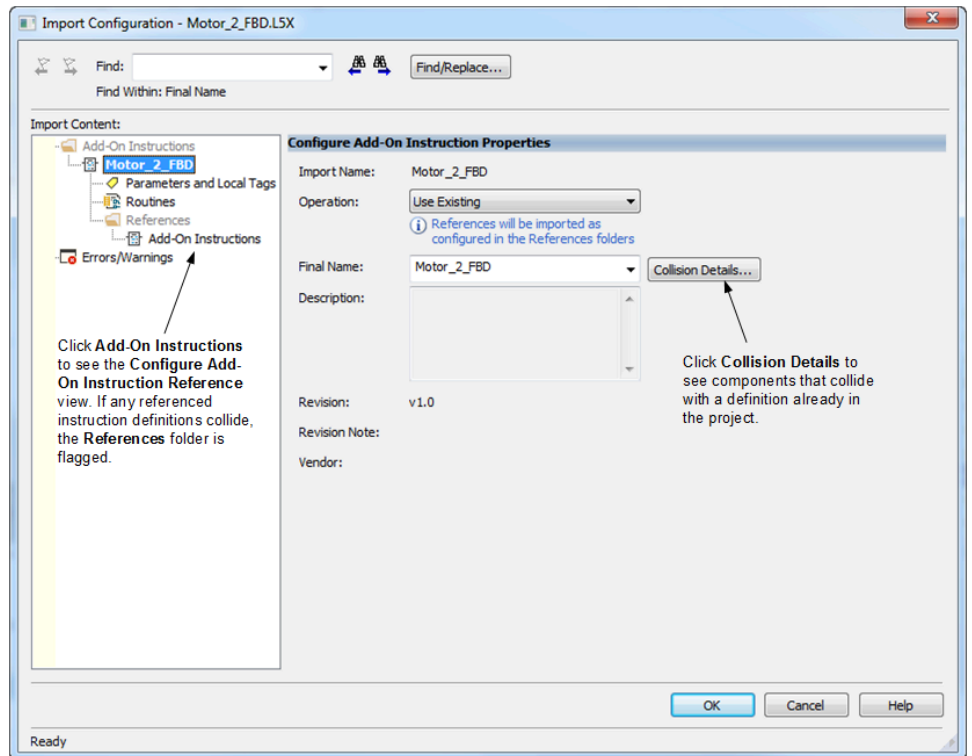 Import Configuration - Motor_2_FBD.L5X
Find:
Find/Replace...
Find Within: Final Name
Import Content:
Add-On Instructions
Motor_2_FBD
Parameters and Local Tags
Routines
References
Add-On Instructions
Errors/Warnings
Click Add-On Instructions
to see the Configure Add-
On Instruction Reference
view. If any referenced
instruction definitions collide,
the References folder is
flagged.
Configure Add-On Instruction Properties
Import Name: Motor_2_FBD
Operation: Use Existing
References will be imported as
configured in the References folders
Final Name: Motor_2_FBD Collision Details...
Description:
Click Collision Details to
see components that collide
with a definition already in
the project.
Revision: v1.0
Revision Note:
Vendor:
OK Cancel Help
Ready